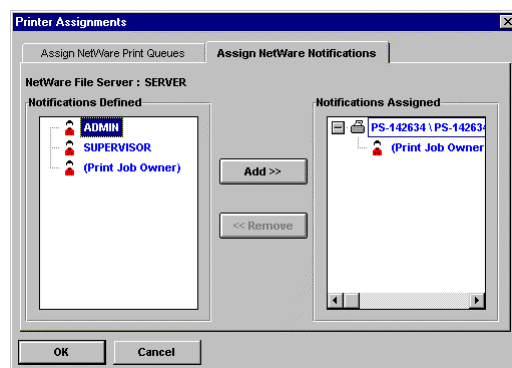 Printer Assignments
Assign NetWare Print Queues
Assign NetWare Notifications
NetWare File Server : SERVER
Notifications Defined
ADMIN
SUPERVISOR
(Print Job Owner)
Add >>
<< Remove
Notifications Assigned
PS-142634 \ PS-142634
(Print Job Owner
OK
Cancel